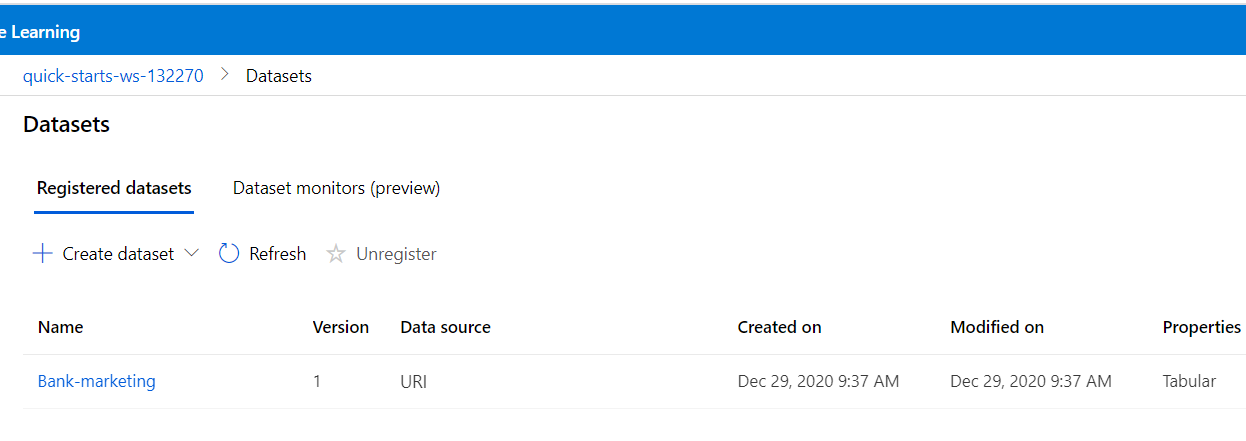 e Learning
quick-starts-ws-132270 > Datasets
Datasets
Registered datasets Dataset monitors (preview)
Create dataset Refresh Unregister
Name Version Data source Created on Modified on Properties
Bank-marketing 1 URI Dec 29, 2020 9:37 AM Dec 29, 2020 9:37 AM Tabular